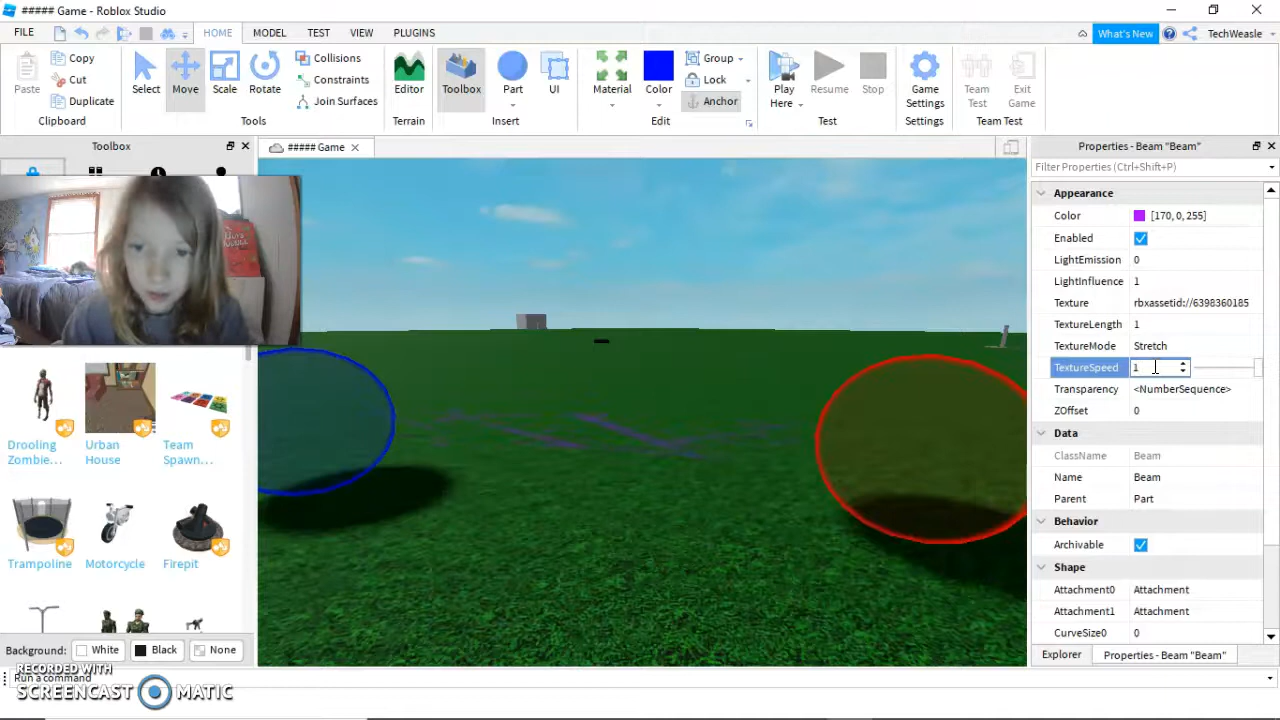 ##### Game - Roblox Studio
FILE HOME MODEL TEST VIEW PLUGINS What's New TechWeasle
Paste Copy Cut Duplicate Clipboard
Select Move Scale Rotate Collisions Constraints Join Surfaces Tools
Editor Terrain
Toolbox Part UI Insert
Material Color Group Lock Anchor Edit
Play Here Resume Stop Test
Game Settings Settings
Team Test Exit Game Team Test
Toolbox
##### Game
Properties - Beam "Beam"
Filter Properties (Ctrl+Shift+P)
Appearance
Color [170, 0, 255]
Enabled
LightEmission 0
LightInfluence 1
Texture rbxassetid://6398360185
TextureLength 1
TextureMode Stretch
TextureSpeed 1
Transparency <NumberSequence>
ZOffset 0
Data
ClassName Beam
Name Beam
Parent Part
Behavior
Archivable
Shape
Attachment0 Attachment
Attachment1 Attachment
CurveSize0 0
Explorer Properties - Beam "Beam"
Drooling Zombie... Urban House Team Spawn...
Trampoline Motorcycle Firepit
Background: White Black None
Run a command
RECORDED WITH
SCREENCAST MATIC